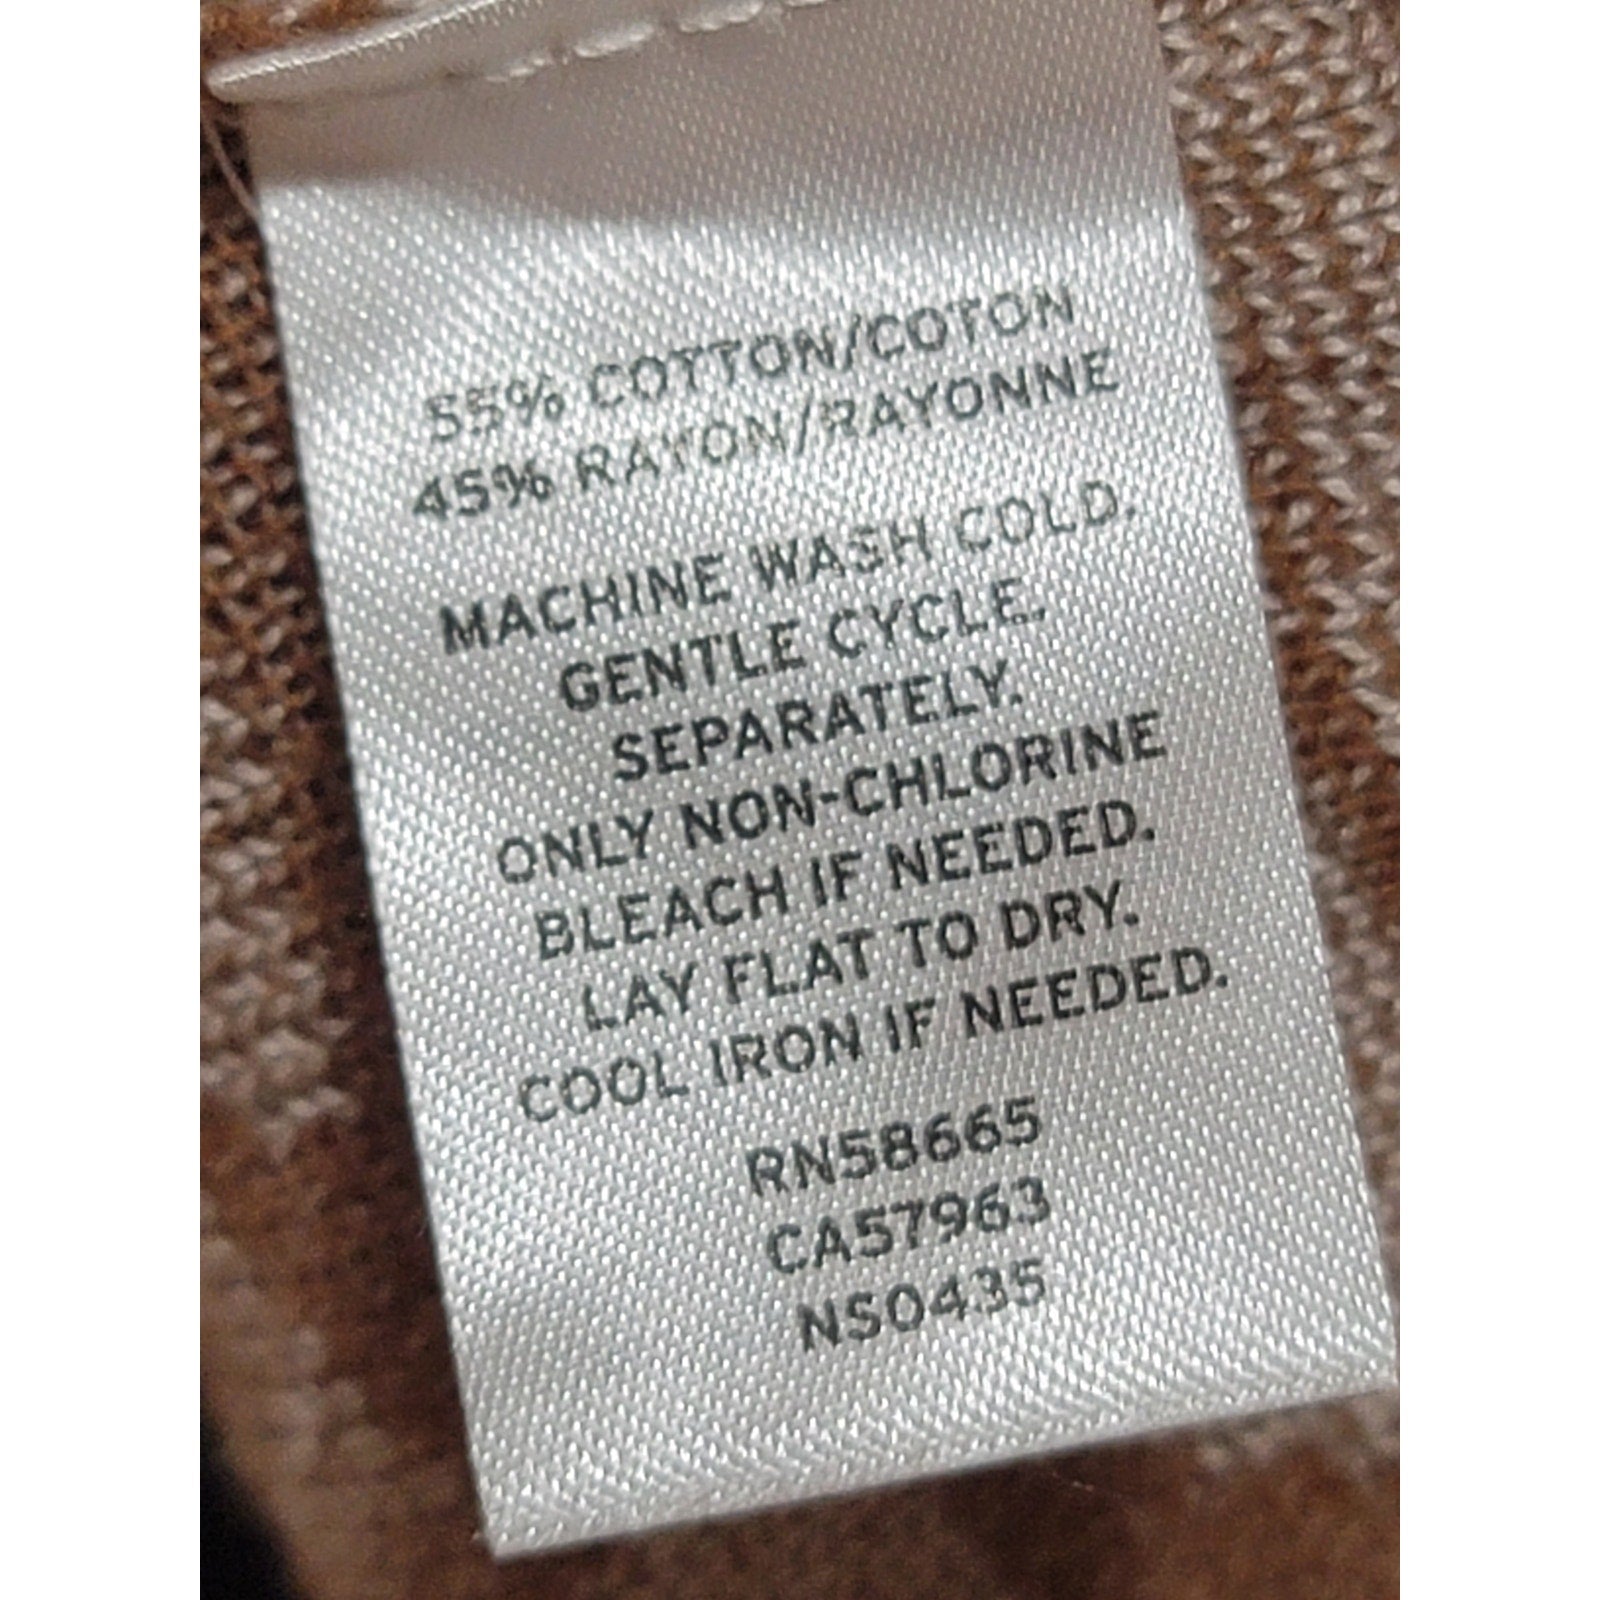 55% COTTON/COTON
45% RAYON/RAYONNE
MACHINE WASH COLD.
GENTLE CYCLE.
SEPARATELY.
ONLY NON-CHLORINE
BLEACH IF NEEDED.
LAY FLAT TO DRY.
COOL IRON IF NEEDED.
RN58665
CA57963
NS0435